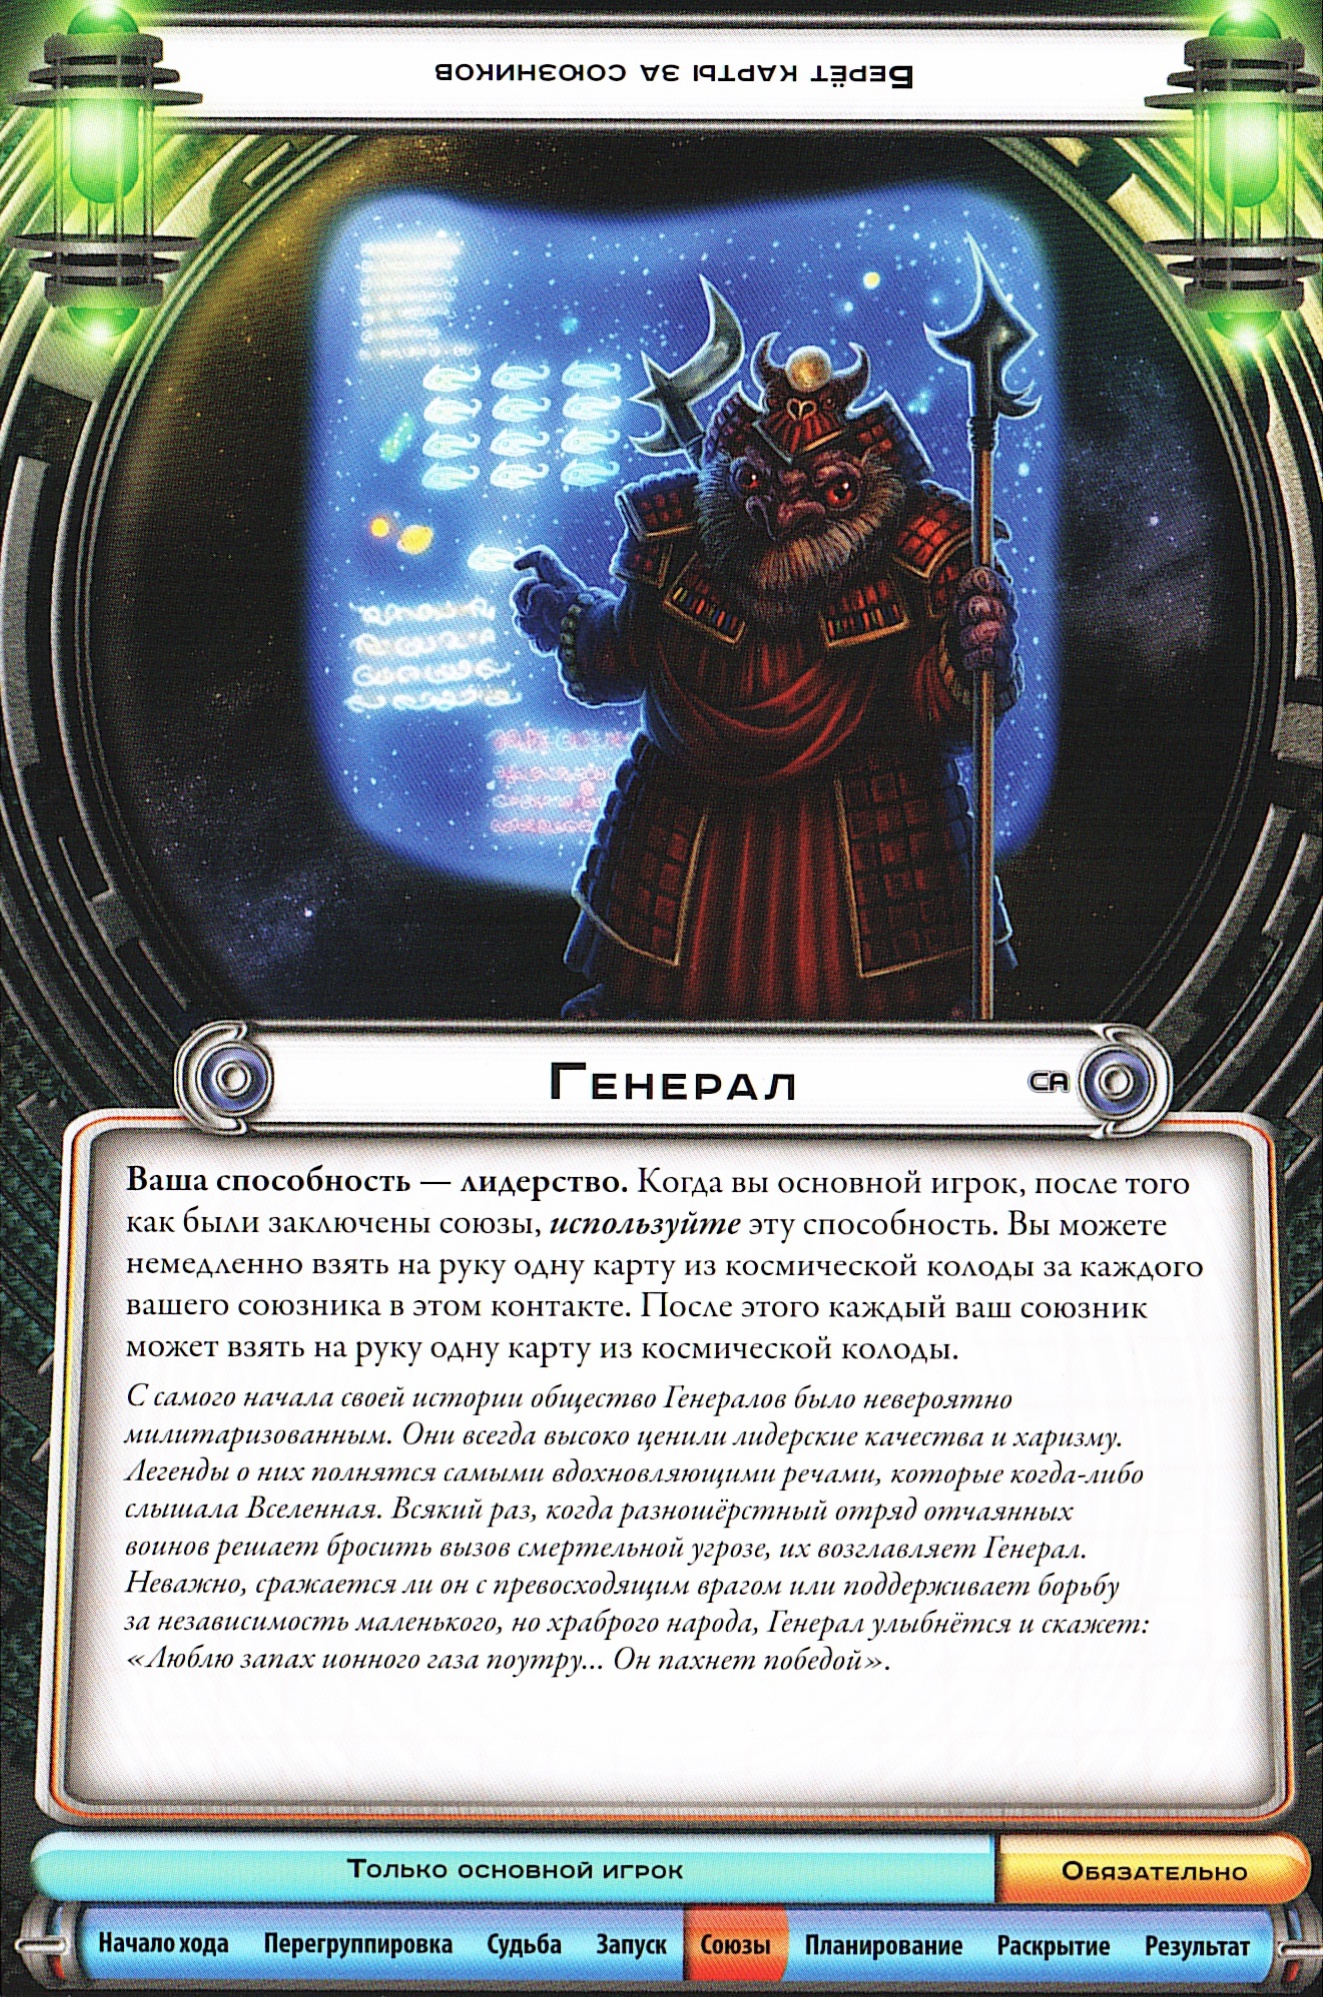 Берёт карты за союзников
Генерал
CA
Ваша способность — лидерство. Когда вы основной игрок, после того
как были заключены союзы, используйте эту способность. Вы можете
немедленно взять на руку одну карту из космической колоды за каждого
вашего союзника в этом контакте. После этого каждый ваш союзник
может взять на руку одну карту из космической колоды.
С самого начала своей истории общество Генералов было невероятно
милитаризованным. Они всегда высоко ценили лидерские качества и харизму.
Легенды о них полнятся самыми вдохновляющими речами, которые когда-либо
слышала Вселенная. Всякий раз, когда разношёрстный отряд отчаянных
воинов решает бросить вызов смертельной угрозе, их возглавляет Генерал.
Неважно, сражается ли он с превосходящим врагом или поддерживает борьбу
за независимость маленького, но храброго народа, Генерал улыбнётся и скажет:
«Люблю запах ионного газа поутру... Он пахнет победой».
Только основной игрок Обязательно
Начало хода Перегруппировка Судьба Запуск Союзы Планирование Раскрытие Результат